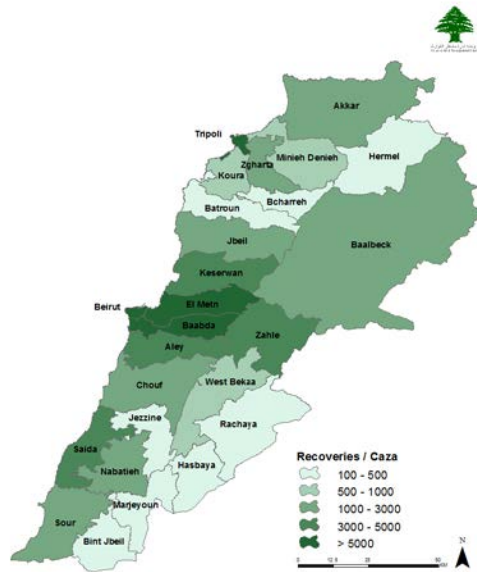 Akkar
Tripoli
Zgharta
Minieh Denieh
Hermel
Koura
Bcharreh
Batroun
Jbeil
Baalbeck
Keserwan
El Metn
Beirut
Baabda
Zahle
Aley
West Bekaa
Chouf
Jezzine
Rachaya
Saida
Hasbaya
Nabatieh
Marjeyoun
Sour
Bint Jbeil
Recoveries / Caza
100 - 500
500 - 1000
1000 - 3000
3000 - 5000
> 5000
N